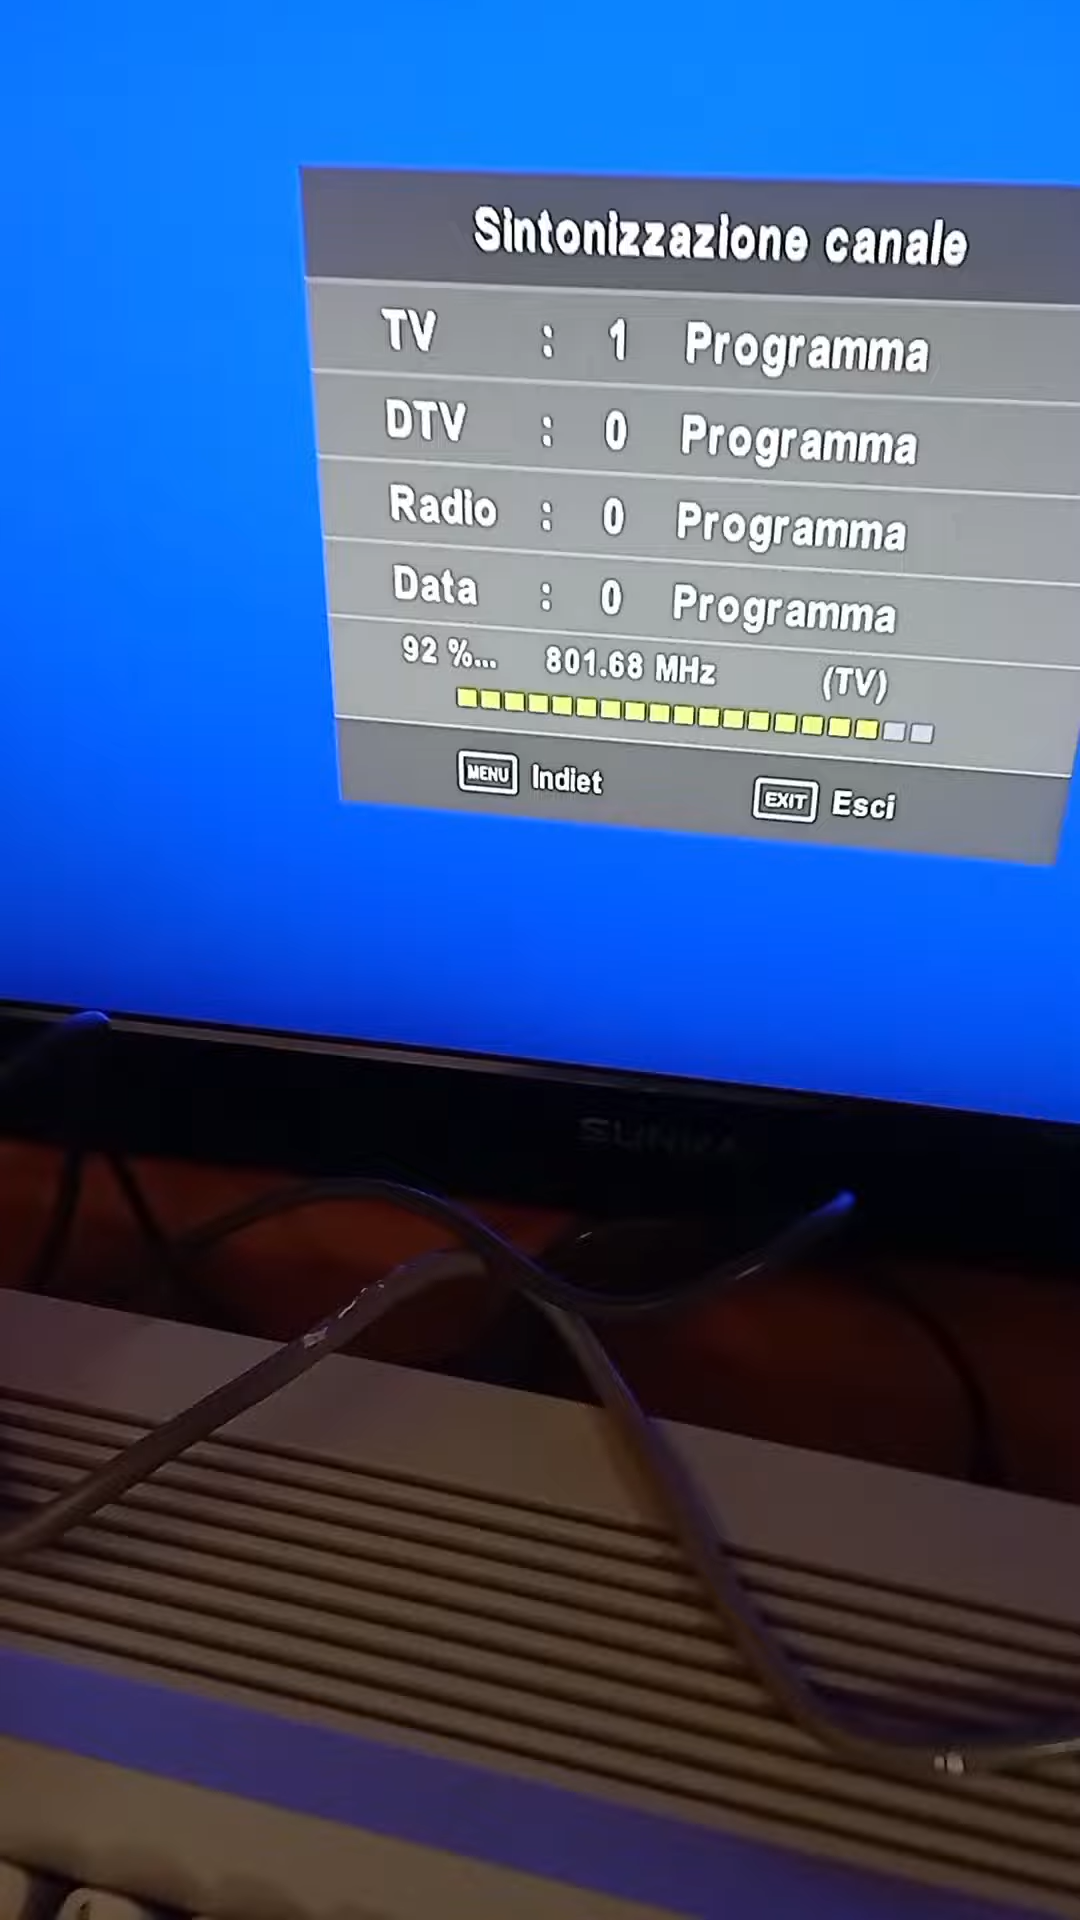 Sintonizzazione canale
TV : 1 Programma
DTV : 0 Programma
Radio : 0 Programma
Data : 0 Programma
92 %... 801.68 MHz (TV)
MENU Indiet EXIT Esci